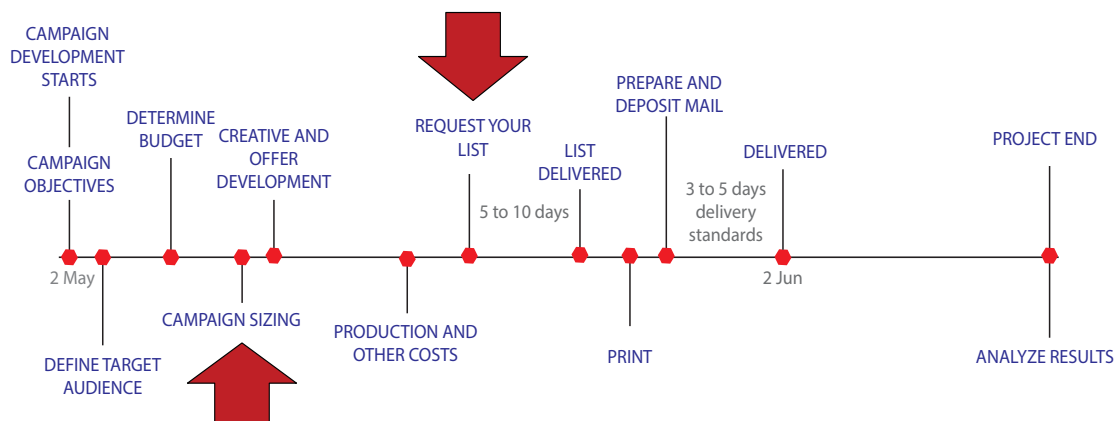 CAMPAIGN
DEVELOPMENT
STARTS
CAMPAIGN
OBJECTIVES
2 May
DEFINE TARGET
AUDIENCE
DETERMINE
BUDGET
CAMPAIGN SIZING
CREATIVE AND
OFFER
DEVELOPMENT
PRODUCTION AND
OTHER COSTS
REQUEST YOUR
LIST
5 to 10 days
LIST
DELIVERED
PRINT
PREPARE AND
DEPOSIT MAIL
3 to 5 days
delivery
standards
DELIVERED
2 Jun
PROJECT END
ANALYZE RESULTS